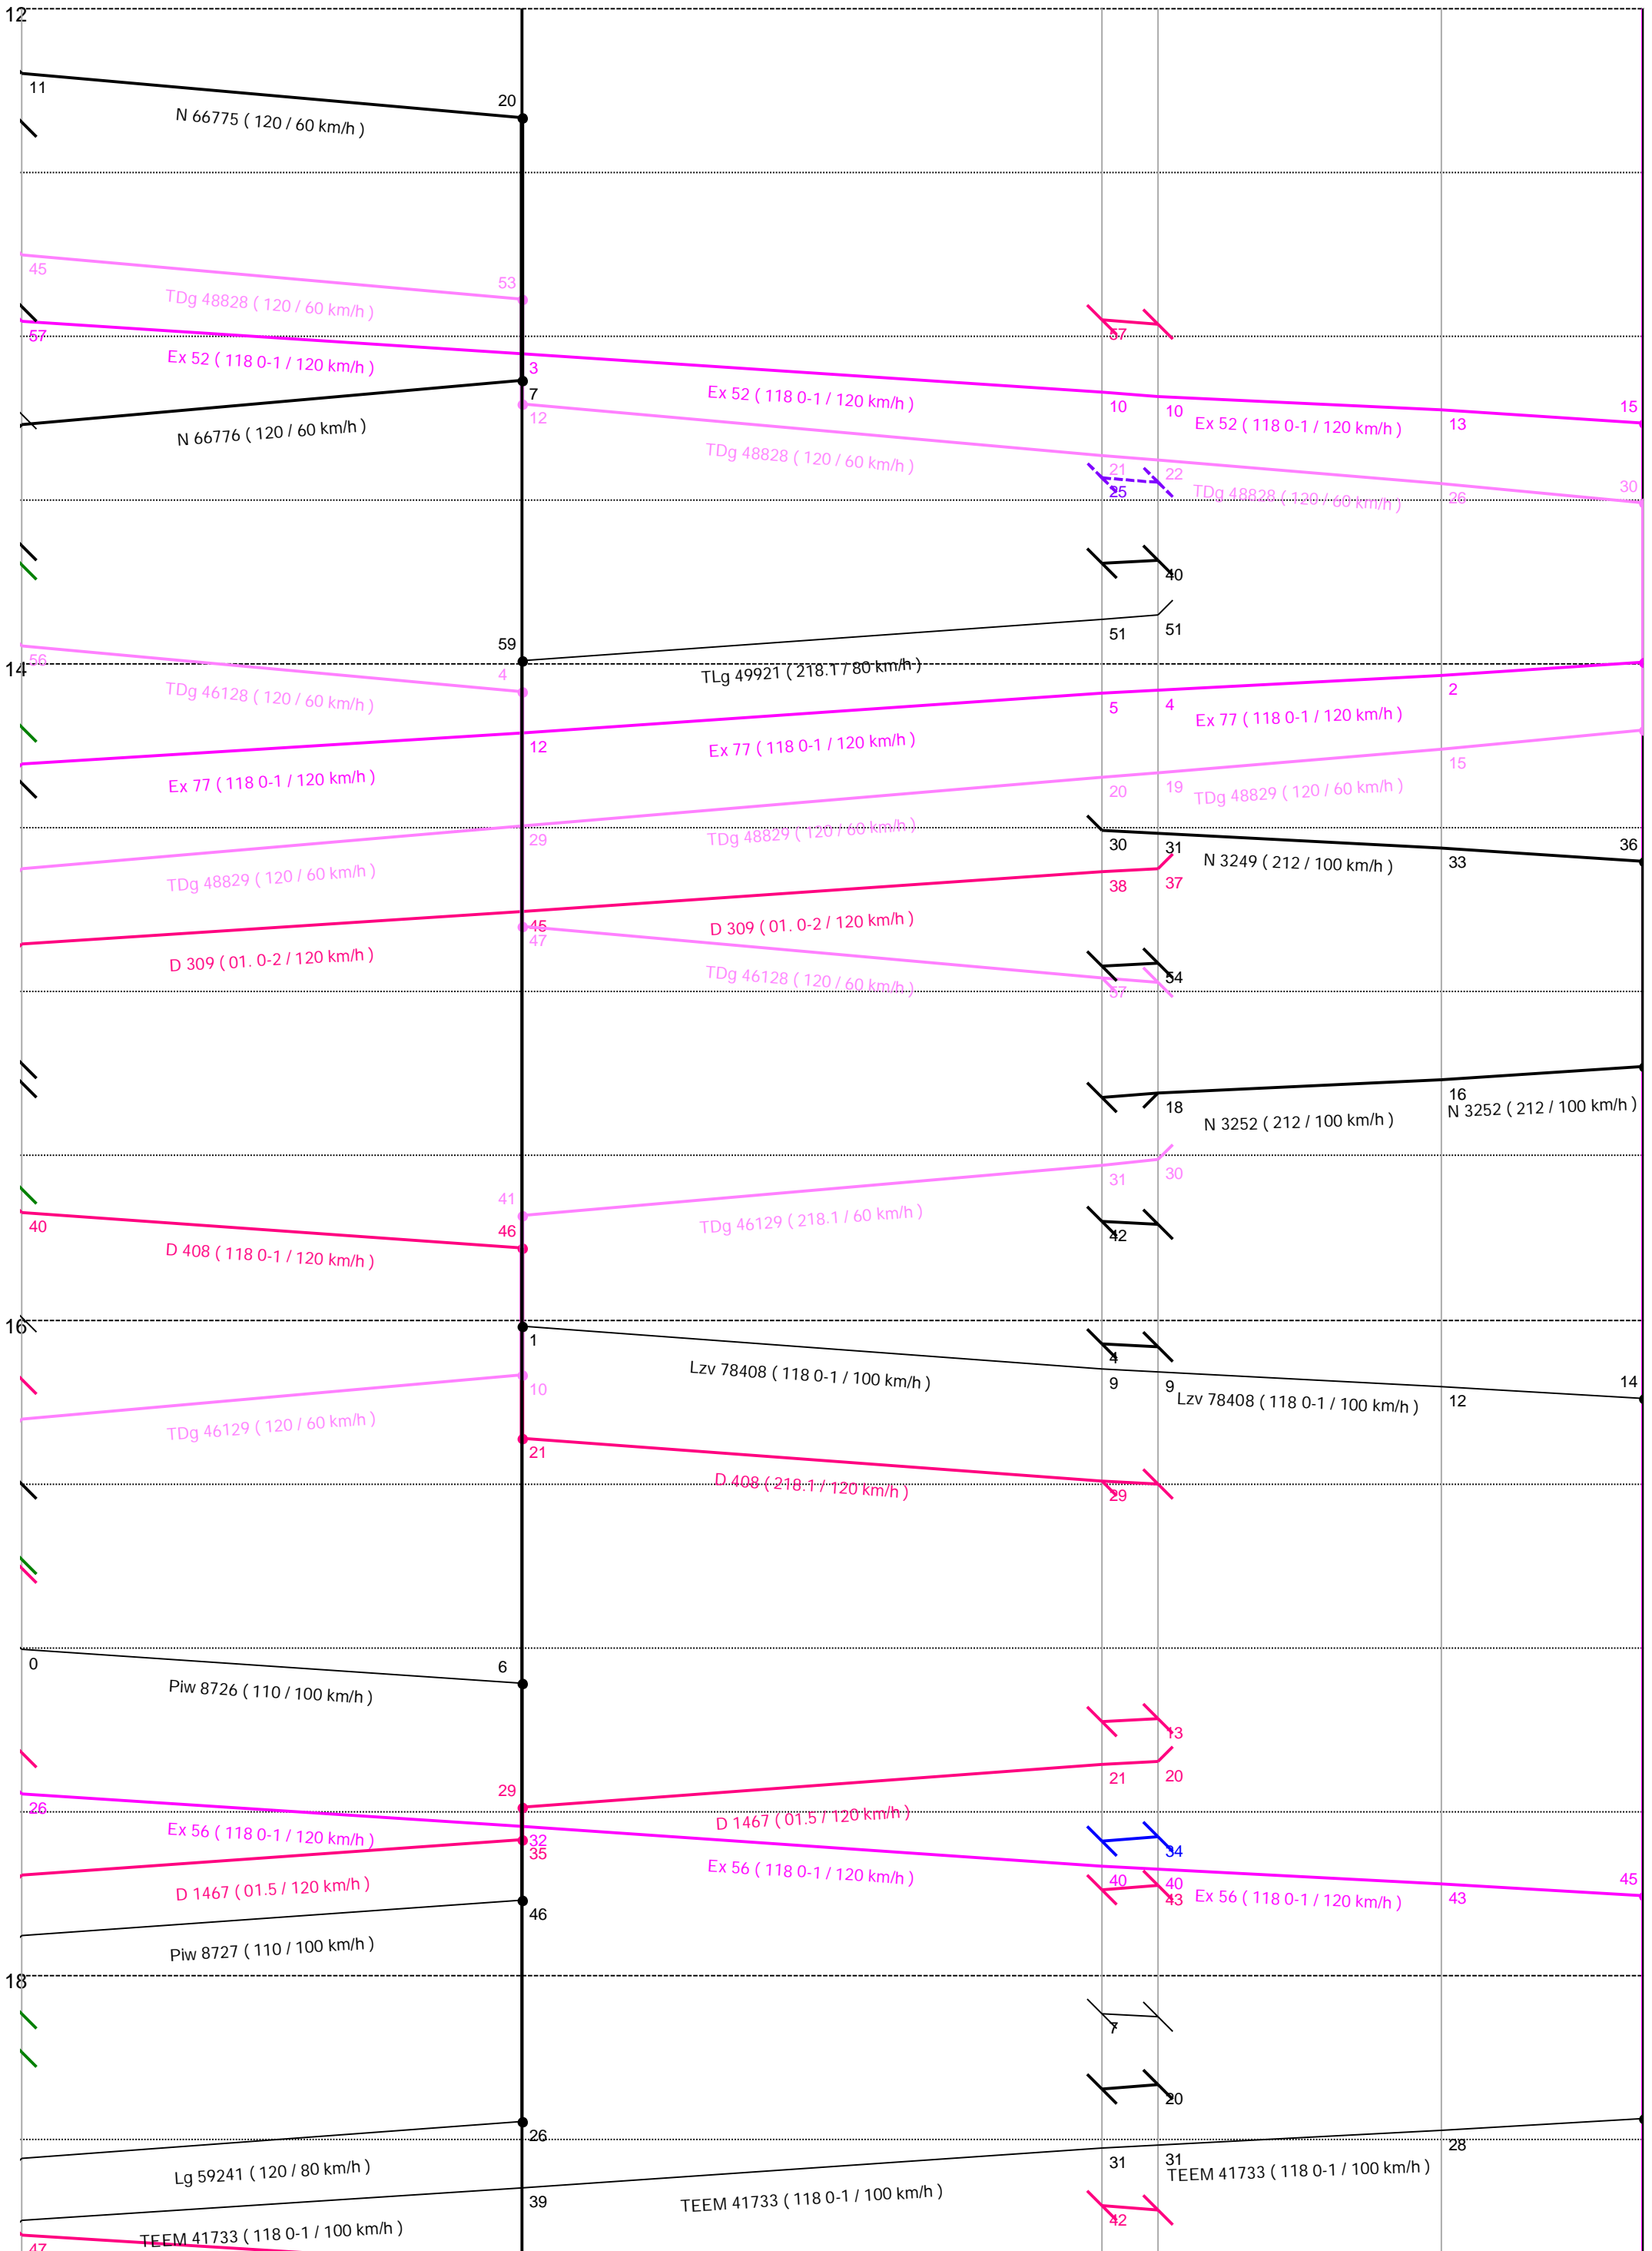 12
11
20
N 66775 ( 120 / 60 km/h )
45
53
TDg 48828 ( 120 / 60 km/h )
57
57
Ex 52 ( 118 0-1 / 120 km/h )
3
Ex 52 ( 118 0-1 / 120 km/h )
10
10
Ex 52 ( 118 0-1 / 120 km/h )
13
15
7
N 66776 ( 120 / 60 km/h )
12
TDg 48828 ( 120 / 60 km/h )
21
22
25
TDg 48828 ( 120 / 60 km/h )
26
30
40
51
51
59
TLg 49921 ( 218.1 / 80 km/h )
14
56
4
TDg 46128 ( 120 / 60 km/h )
5
4
2
Ex 77 ( 118 0-1 / 120 km/h )
12
Ex 77 ( 118 0-1 / 120 km/h )
Ex 77 ( 118 0-1 / 120 km/h )
20
19
15
TDg 48829 ( 120 / 60 km/h )
29
TDg 48829 ( 120 / 60 km/h )
TDg 48829 ( 120 / 60 km/h )
30
31
N 3249 ( 212 / 100 km/h )
33
36
38
37
45
D 309 ( 01. 0-2 / 120 km/h )
D 309 ( 01. 0-2 / 120 km/h )
47
TDg 46128 ( 120 / 60 km/h )
54
57
18
16
N 3252 ( 212 / 100 km/h )
N 3252 ( 212 / 100 km/h )
31
30
41
TDg 46129 ( 218.1 / 60 km/h )
42
40
46
D 408 ( 118 0-1 / 120 km/h )
16
1
4
Lzv 78408 ( 118 0-1 / 100 km/h )
9
9
Lzv 78408 ( 118 0-1 / 100 km/h )
12
14
10
TDg 46129 ( 120 / 60 km/h )
21
D 408 ( 218.1 / 120 km/h )
29
0
6
Piw 8726 ( 110 / 100 km/h )
13
21
20
29
D 1467 ( 01.5 / 120 km/h )
26
Ex 56 ( 118 0-1 / 120 km/h )
32
34
35
Ex 56 ( 118 0-1 / 120 km/h )
40
40
43
Ex 56 ( 118 0-1 / 120 km/h )
43
45
D 1467 ( 01.5 / 120 km/h )
46
Piw 8727 ( 110 / 100 km/h )
18
7
20
26
Lg 59241 ( 120 / 80 km/h )
31
31
28
TEEM 41733 ( 118 0-1 / 100 km/h )
39
TEEM 41733 ( 118 0-1 / 100 km/h )
42
TEEM 41733 ( 118 0-1 / 100 km/h )
47